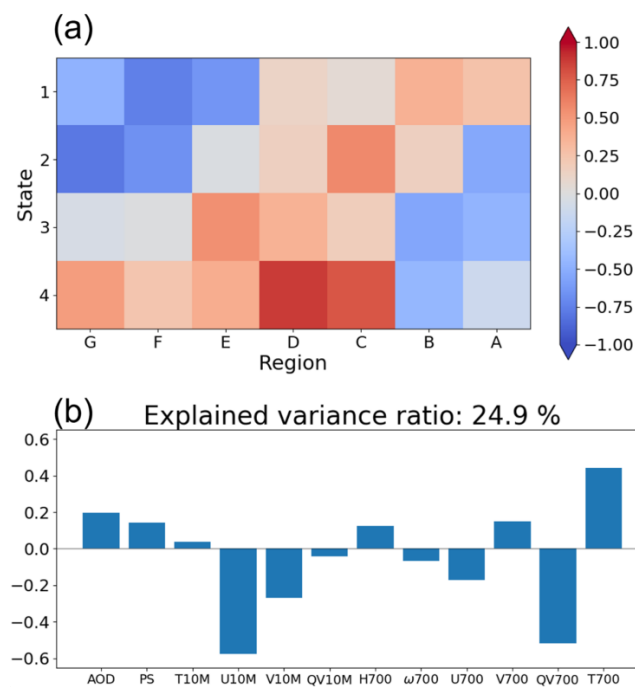 (a)
1.00
0.75
0.50
0.25
0.00
−0.25
−0.50
−0.75
−1.00
State
1
2
3
4
G F E D C B A
Region
(b)
Explained variance ratio: 24.9 %
0.6
0.4
0.2
0.0
−0.2
−0.4
−0.6
AOD PS T10M U10M V10M QV10M H700 ω700 U700 V700 QV700 T700